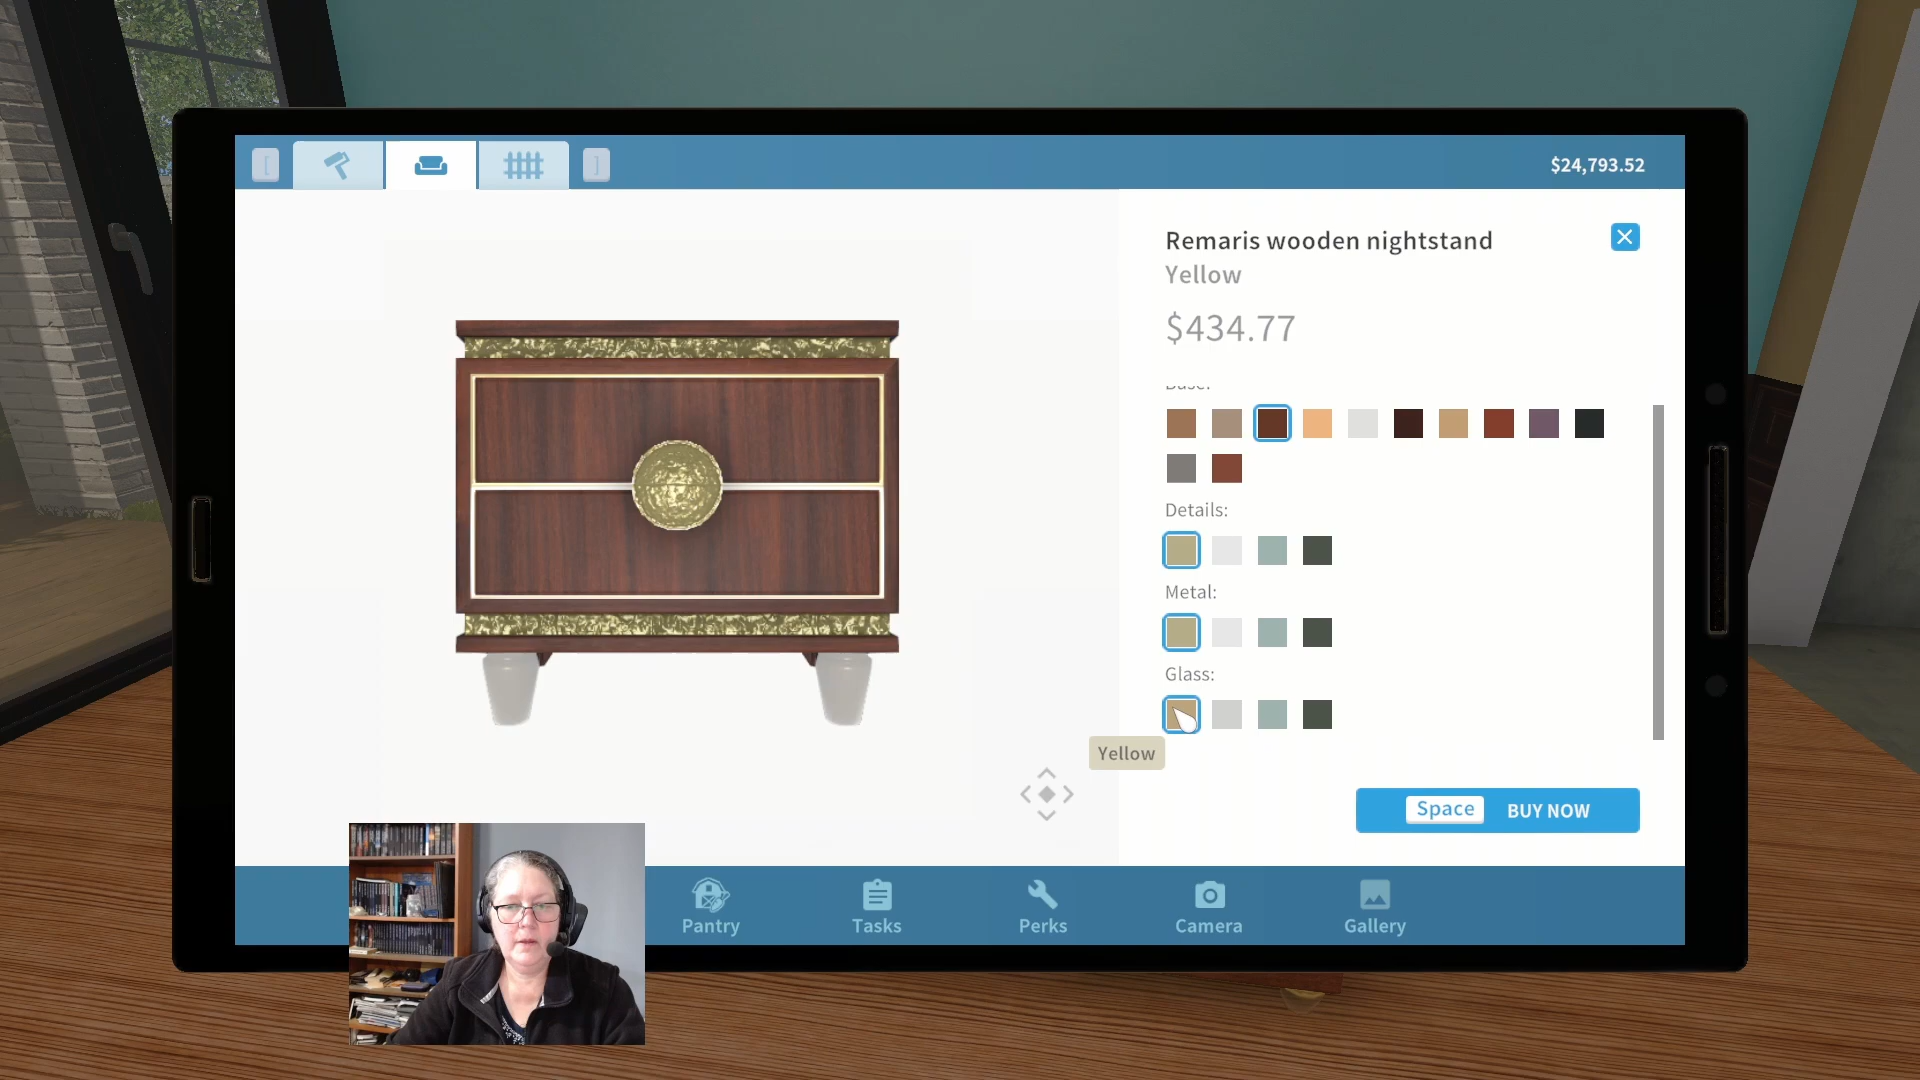 [
]
$24,793.52
Remaris wooden nightstand
Yellow
$434.77
Base:
Details:
Metal:
Glass:
Yellow
Space BUY NOW
Pantry
Tasks
Perks
Camera
Gallery